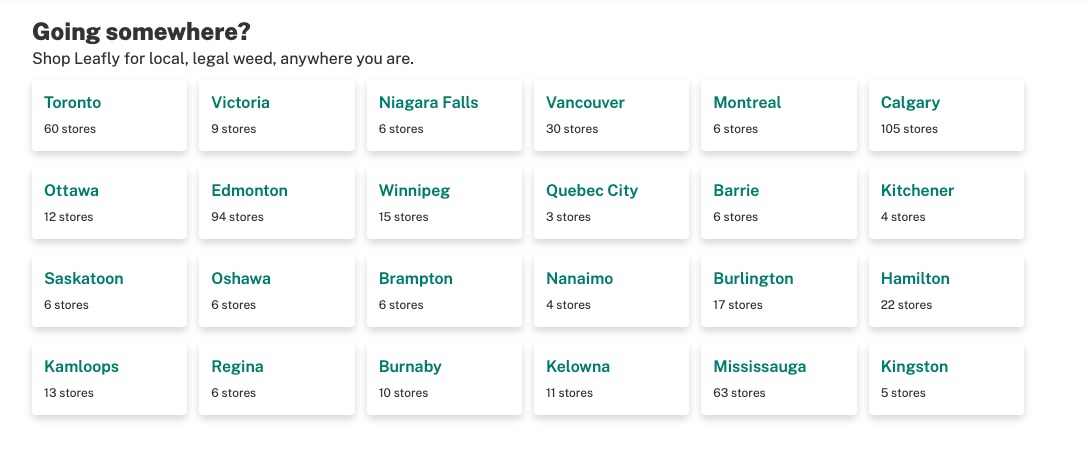 Going somewhere?
Shop Leafly for local, legal weed, anywhere you are.
Toronto
60 stores
Victoria
9 stores
Niagara Falls
6 stores
Vancouver
30 stores
Montreal
6 stores
Calgary
105 stores
Ottawa
12 stores
Edmonton
94 stores
Winnipeg
15 stores
Quebec City
3 stores
Barrie
6 stores
Kitchener
4 stores
Saskatoon
6 stores
Oshawa
6 stores
Brampton
6 stores
Nanaimo
4 stores
Burlington
17 stores
Hamilton
22 stores
Kamloops
13 stores
Regina
6 stores
Burnaby
10 stores
Kelowna
11 stores
Mississauga
63 stores
Kingston
5 stores